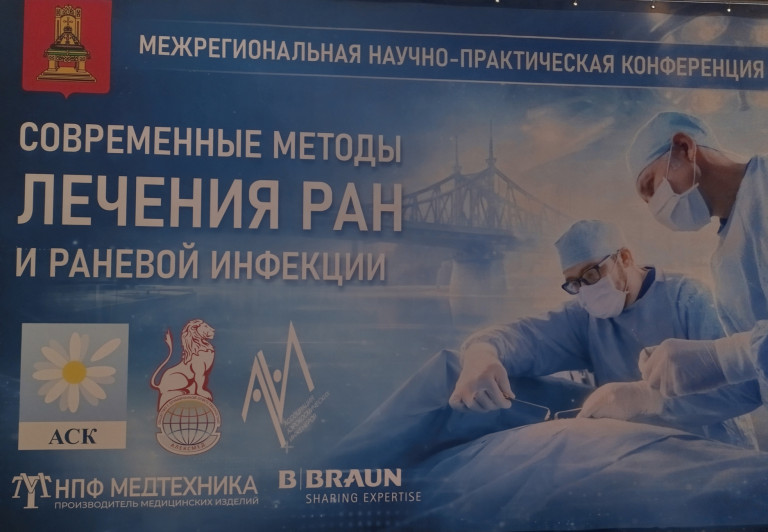 МЕЖРЕГИОНАЛЬНАЯ НАУЧНО-ПРАКТИЧЕСКАЯ КОНФЕРЕНЦИЯ
СОВРЕМЕННЫЕ МЕТОДЫ
ЛЕЧЕНИЯ РАН
И РАНЕВОЙ ИНФЕКЦИИ
АСК
НПФ МЕДТЕХНИКА
ПРОИЗВОДИТЕЛЬ МЕДИЦИНСКИХ ИЗДЕЛИЙ
B BRAUN
SHARING EXPERTISE